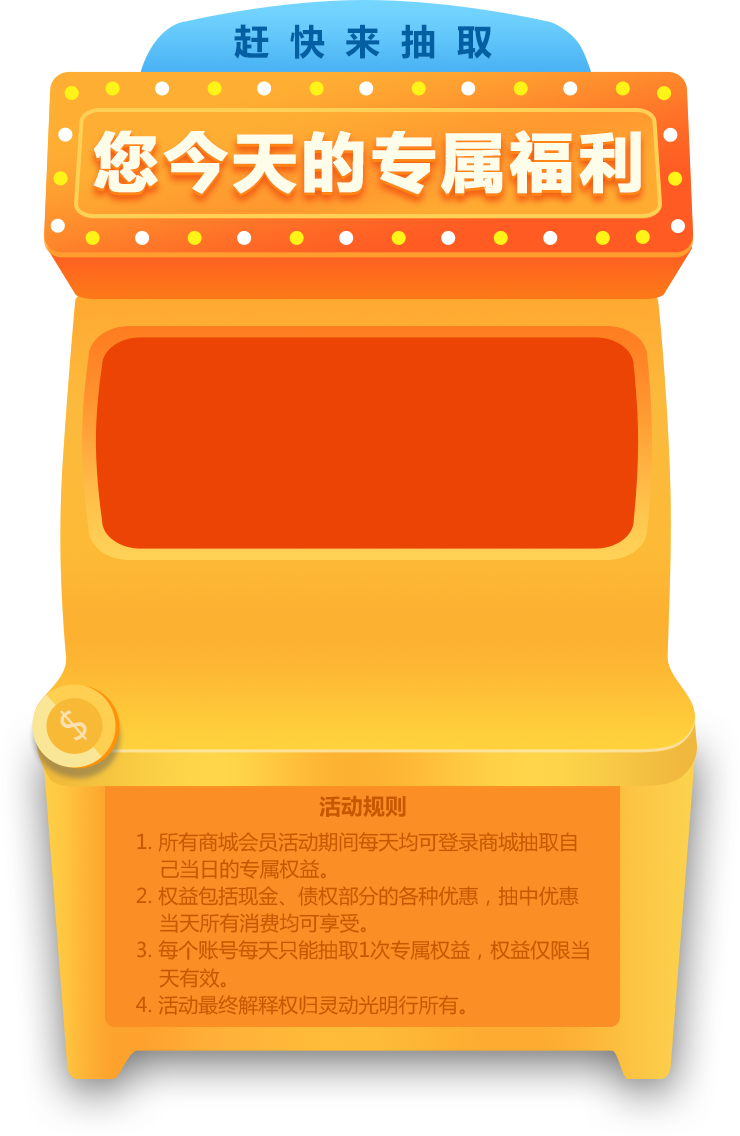 赶快来抽取
您今天的专属福利
$
活动规则
1. 所有商城会员活动期间每天均可登录商城抽取自
己当日的专属权益。
2. 权益包括现金、债权部分的各种优惠，抽中优惠
当天所有消费均可享受。
3. 每个账号每天只能抽取1次专属权益，权益仅限当
天有效。
4. 活动最终解释权归灵动光明行所有。